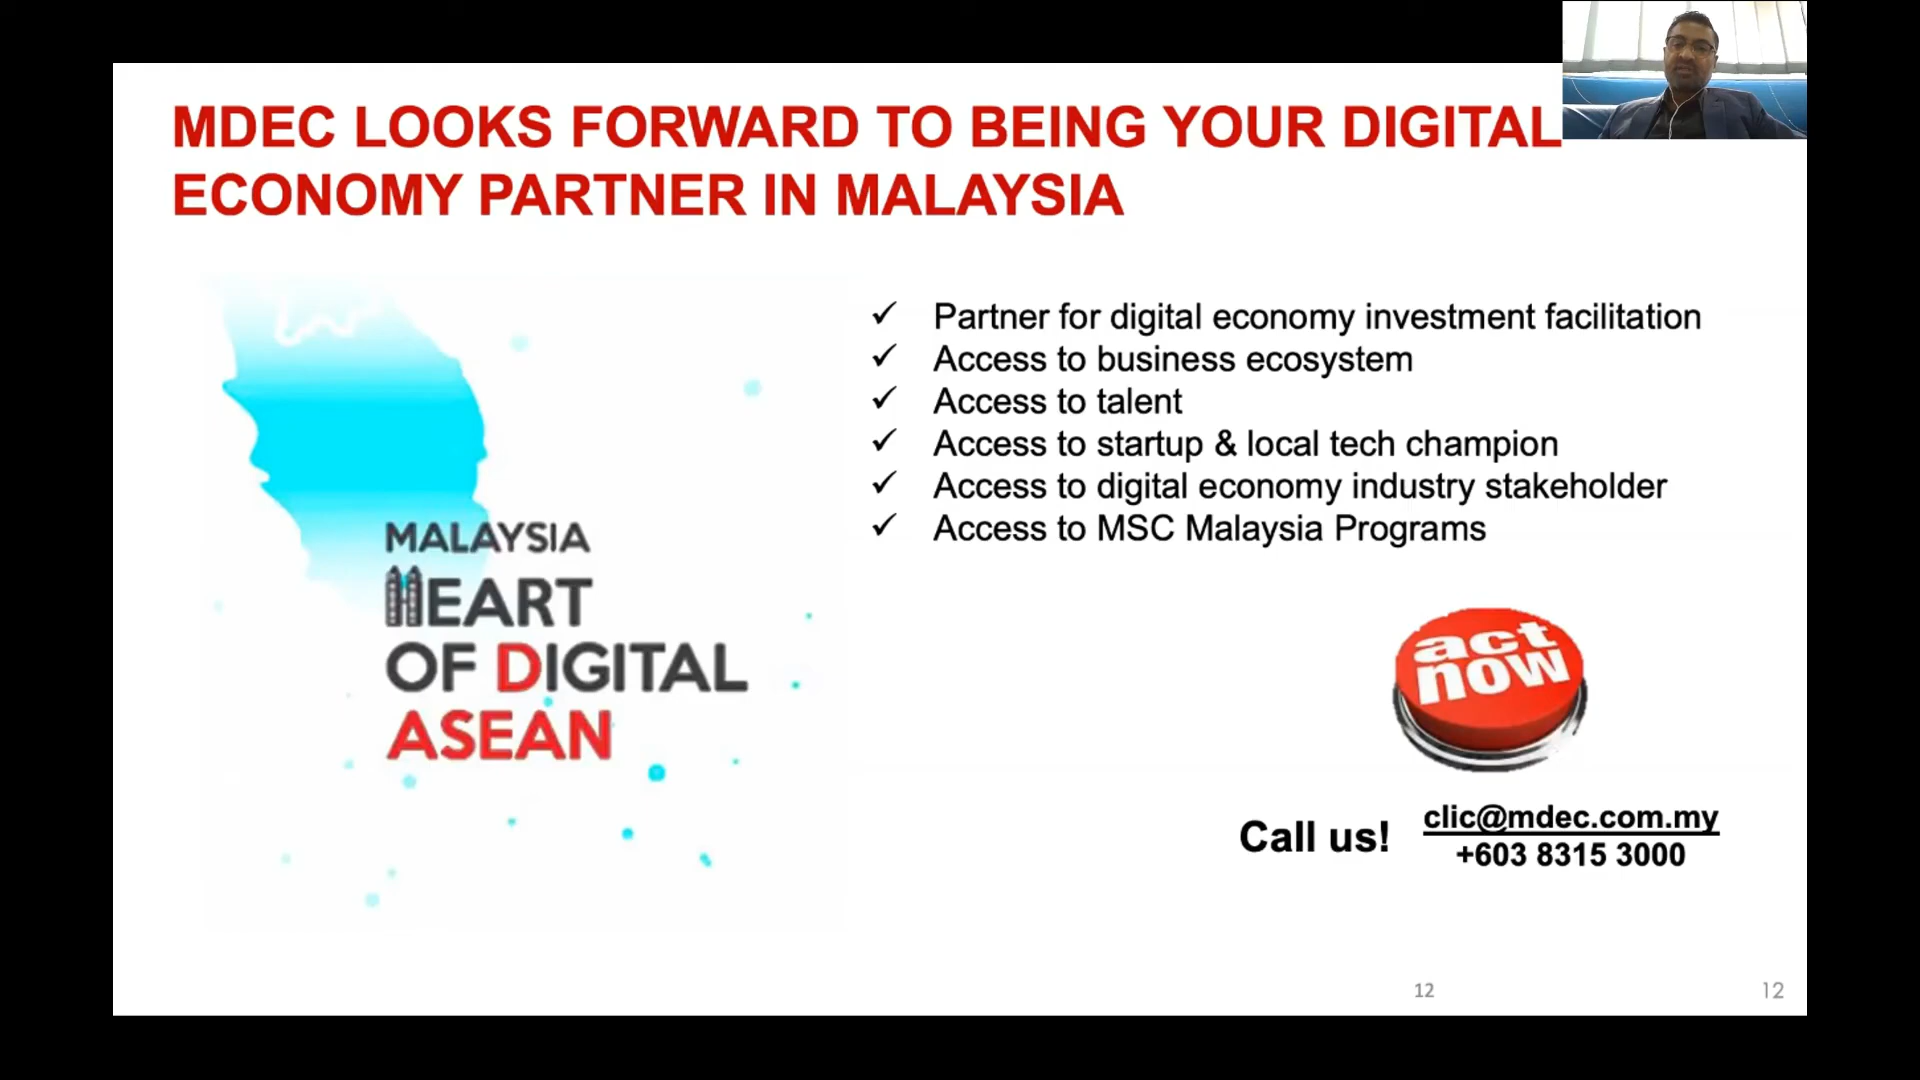 MDEC LOOKS FORWARD TO BEING YOUR DIGITAL
ECONOMY PARTNER IN MALAYSIA
MALAYSIA
HEART
OF DIGITAL
ASEAN
✓ Partner for digital economy investment facilitation
✓ Access to business ecosystem
✓ Access to talent
✓ Access to startup & local tech champion
✓ Access to digital economy industry stakeholder
✓ Access to MSC Malaysia Programs
act
now
Call us!
clic@mdec.com.my
+603 8315 3000
12
12